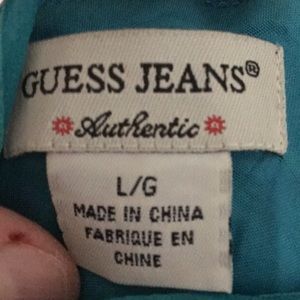 GUESS JEANS®
Authentic
L/G
MADE IN CHINA
FABRIQUE EN
CHINE